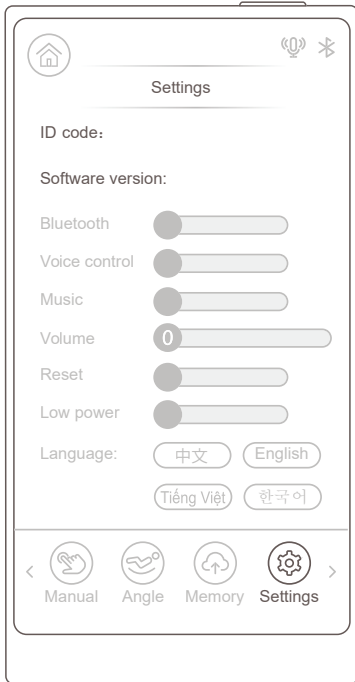 Settings
ID code：
Software version:
Bluetooth
Voice control
Music
Volume 0
Reset
Low power
Language: 中文 English
Tiếng Việt 한국어
Manual Angle Memory Settings